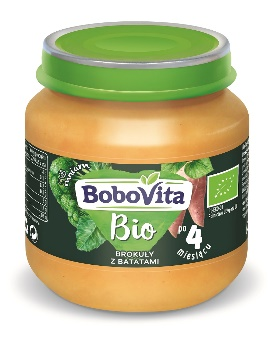 BoboVita
Bio
BROKUŁY
Z BATATAMI
po 4
miesiącu